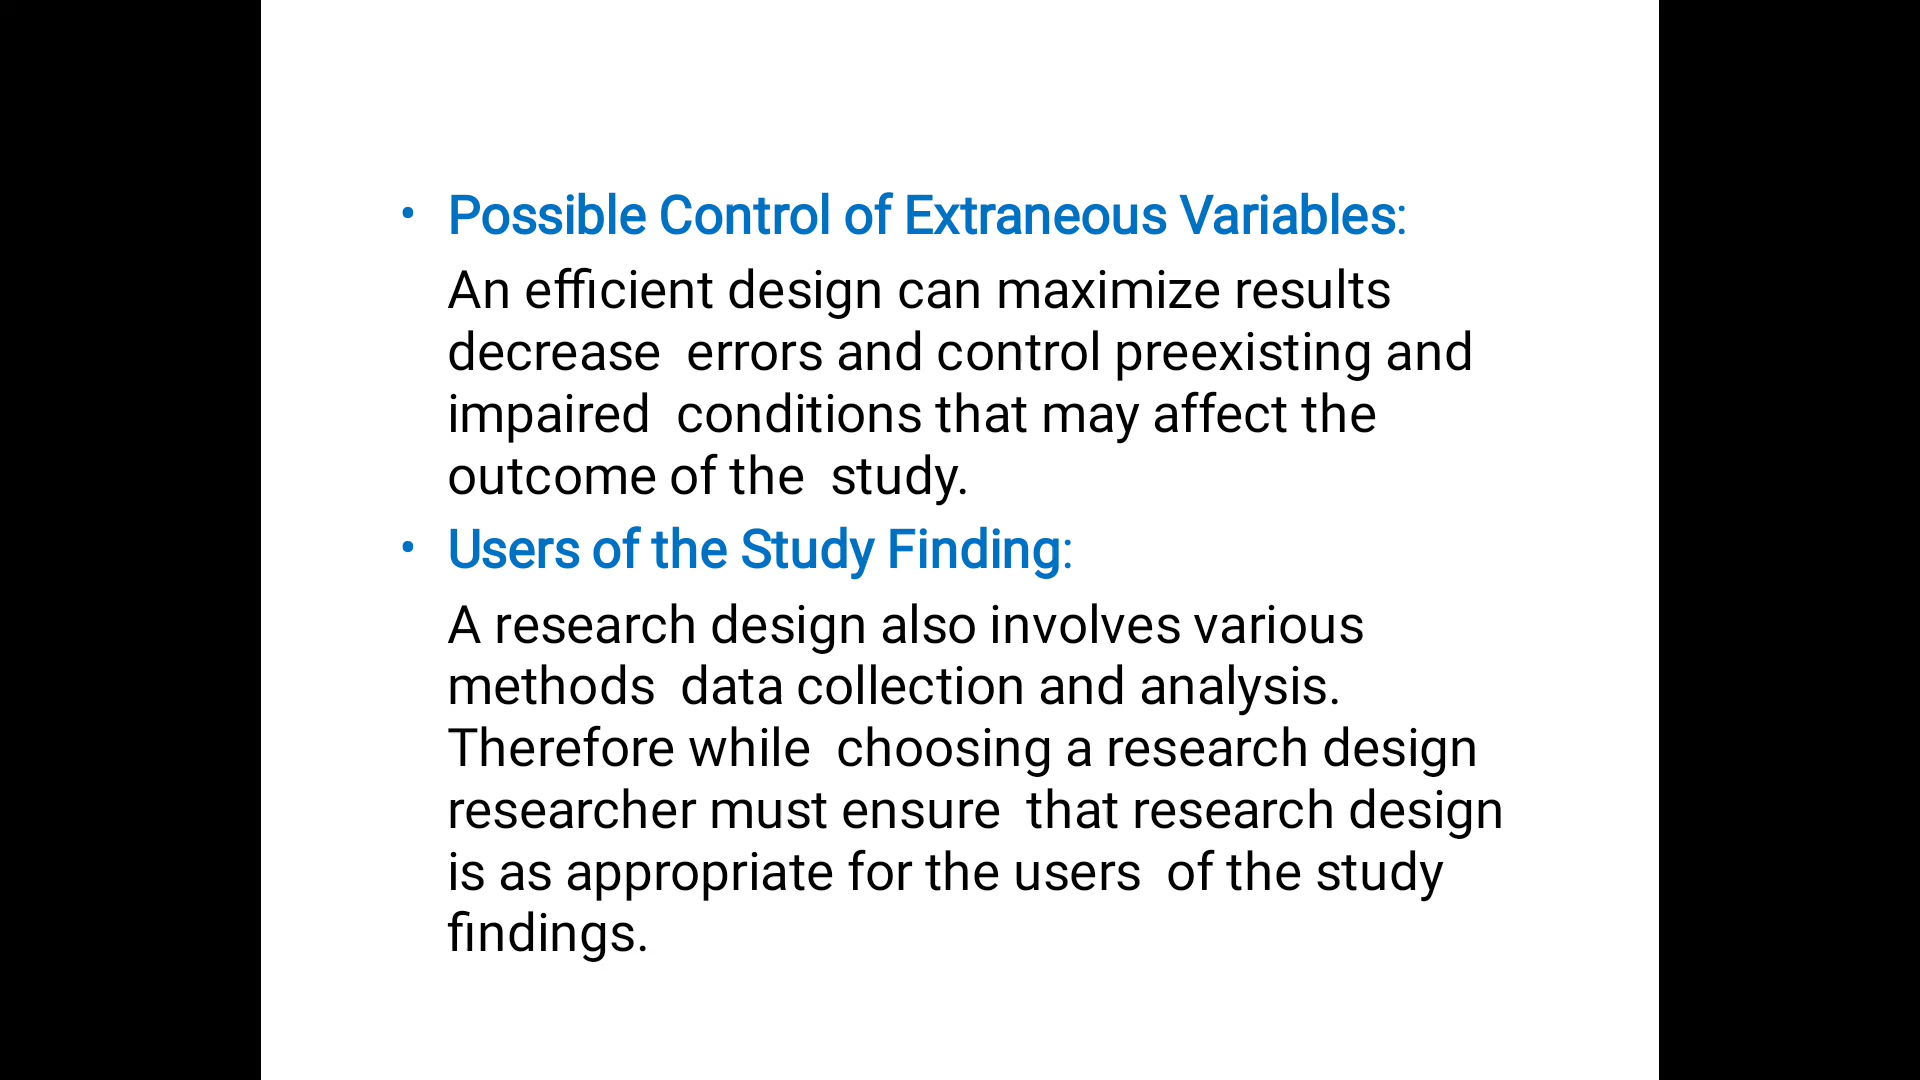 • Possible Control of Extraneous Variables:
An efficient design can maximize results
decrease  errors and control preexisting and
impaired  conditions that may affect the
outcome of the  study.
• Users of the Study Finding:
A research design also involves various
methods  data collection and analysis.
Therefore while  choosing a research design
researcher must ensure  that research design
is as appropriate for the users  of the study
findings.